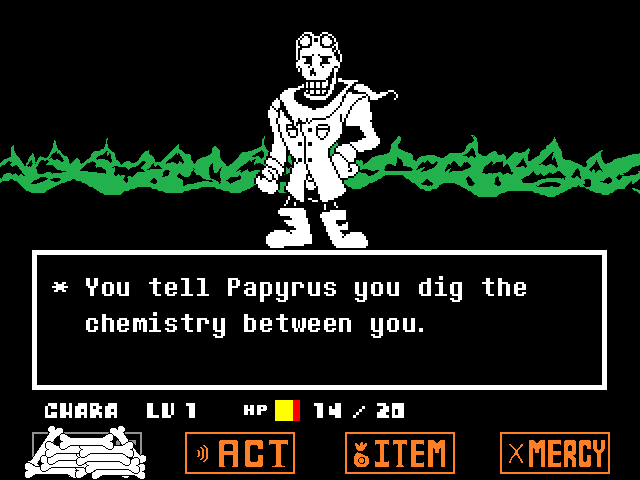 * You tell Papyrus you dig the
chemistry between you.
CHARA LV 1 HP 14 / 20
ACT ITEM MERCY